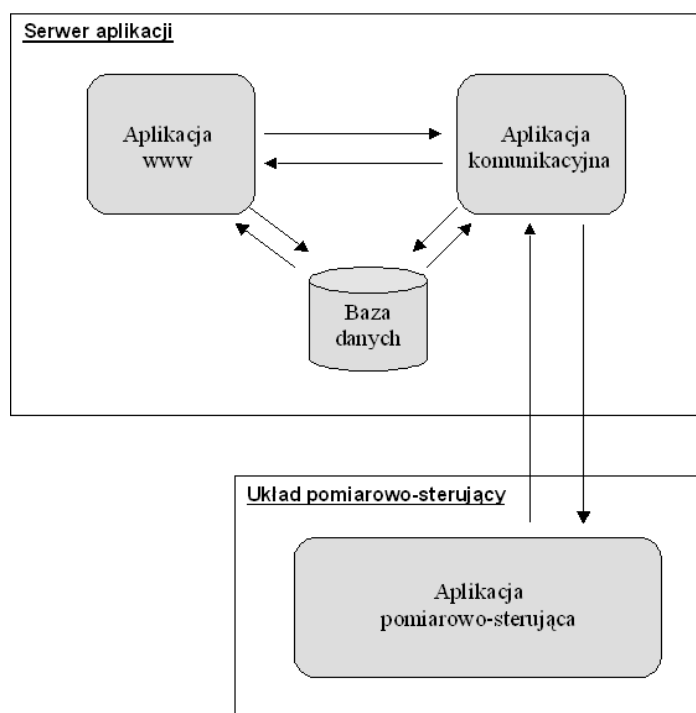 Serwer aplikacji
Aplikacja
www
Aplikacja
komunikacyjna
Baza
danych
Układ pomiarowo-sterujący
Aplikacja
pomiarowo-sterująca